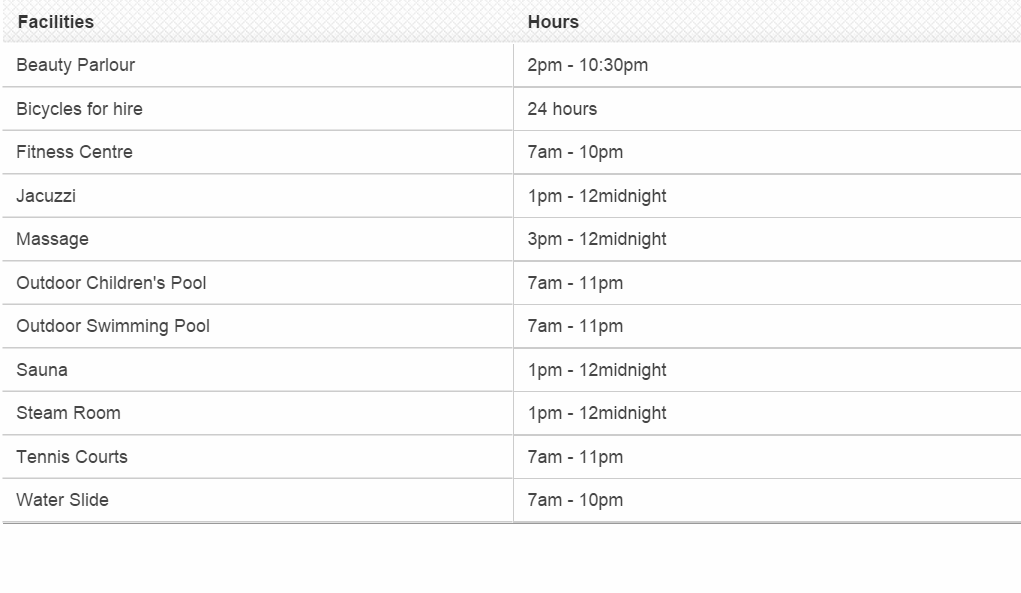 Facilities Hours
Beauty Parlour 2pm - 10:30pm
Bicycles for hire 24 hours
Fitness Centre 7am - 10pm
Jacuzzi 1pm - 12midnight
Massage 3pm - 12midnight
Outdoor Children's Pool 7am - 11pm
Outdoor Swimming Pool 7am - 11pm
Sauna 1pm - 12midnight
Steam Room 1pm - 12midnight
Tennis Courts 7am - 11pm
Water Slide 7am - 10pm